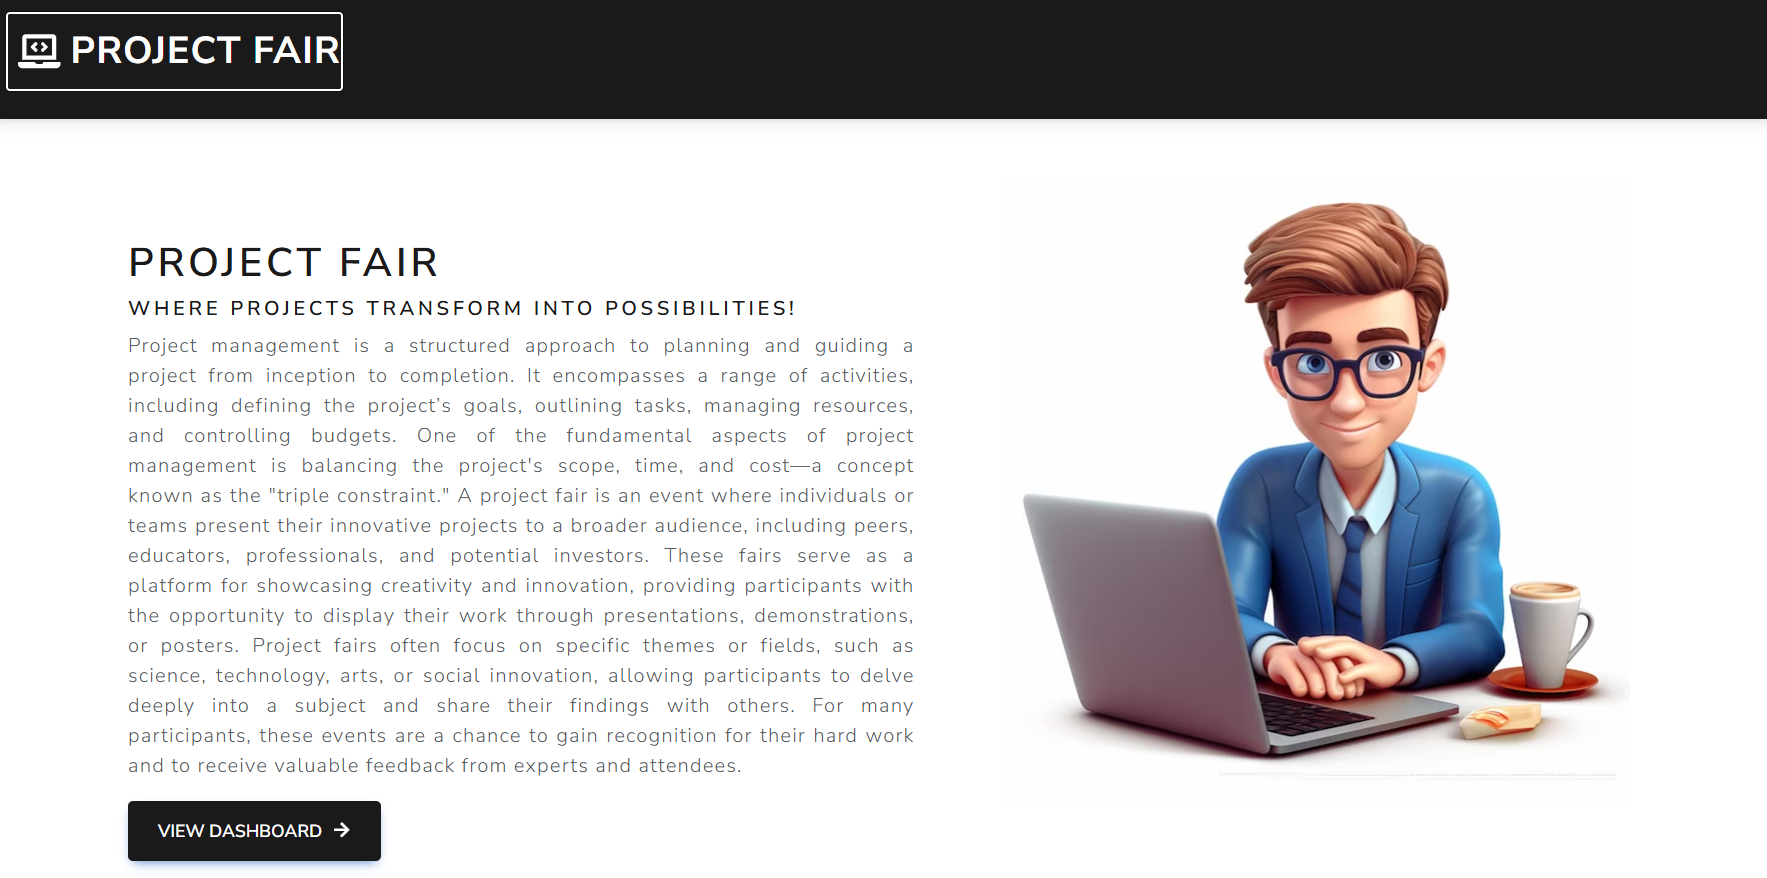 PROJECT FAIR
PROJECT FAIR
WHERE PROJECTS TRANSFORM INTO POSSIBILITIES!
Project management is a structured approach to planning and guiding a
project from inception to completion. It encompasses a range of activities,
including defining the project’s goals, outlining tasks, managing resources,
and controlling budgets. One of the fundamental aspects of project
management is balancing the project's scope, time, and cost—a concept
known as the "triple constraint." A project fair is an event where individuals or
teams present their innovative projects to a broader audience, including peers,
educators, professionals, and potential investors. These fairs serve as a
platform for showcasing creativity and innovation, providing participants with
the opportunity to display their work through presentations, demonstrations,
or posters. Project fairs often focus on specific themes or fields, such as
science, technology, arts, or social innovation, allowing participants to delve
deeply into a subject and share their findings with others. For many
participants, these events are a chance to gain recognition for their hard work
and to receive valuable feedback from experts and attendees.
VIEW DASHBOARD